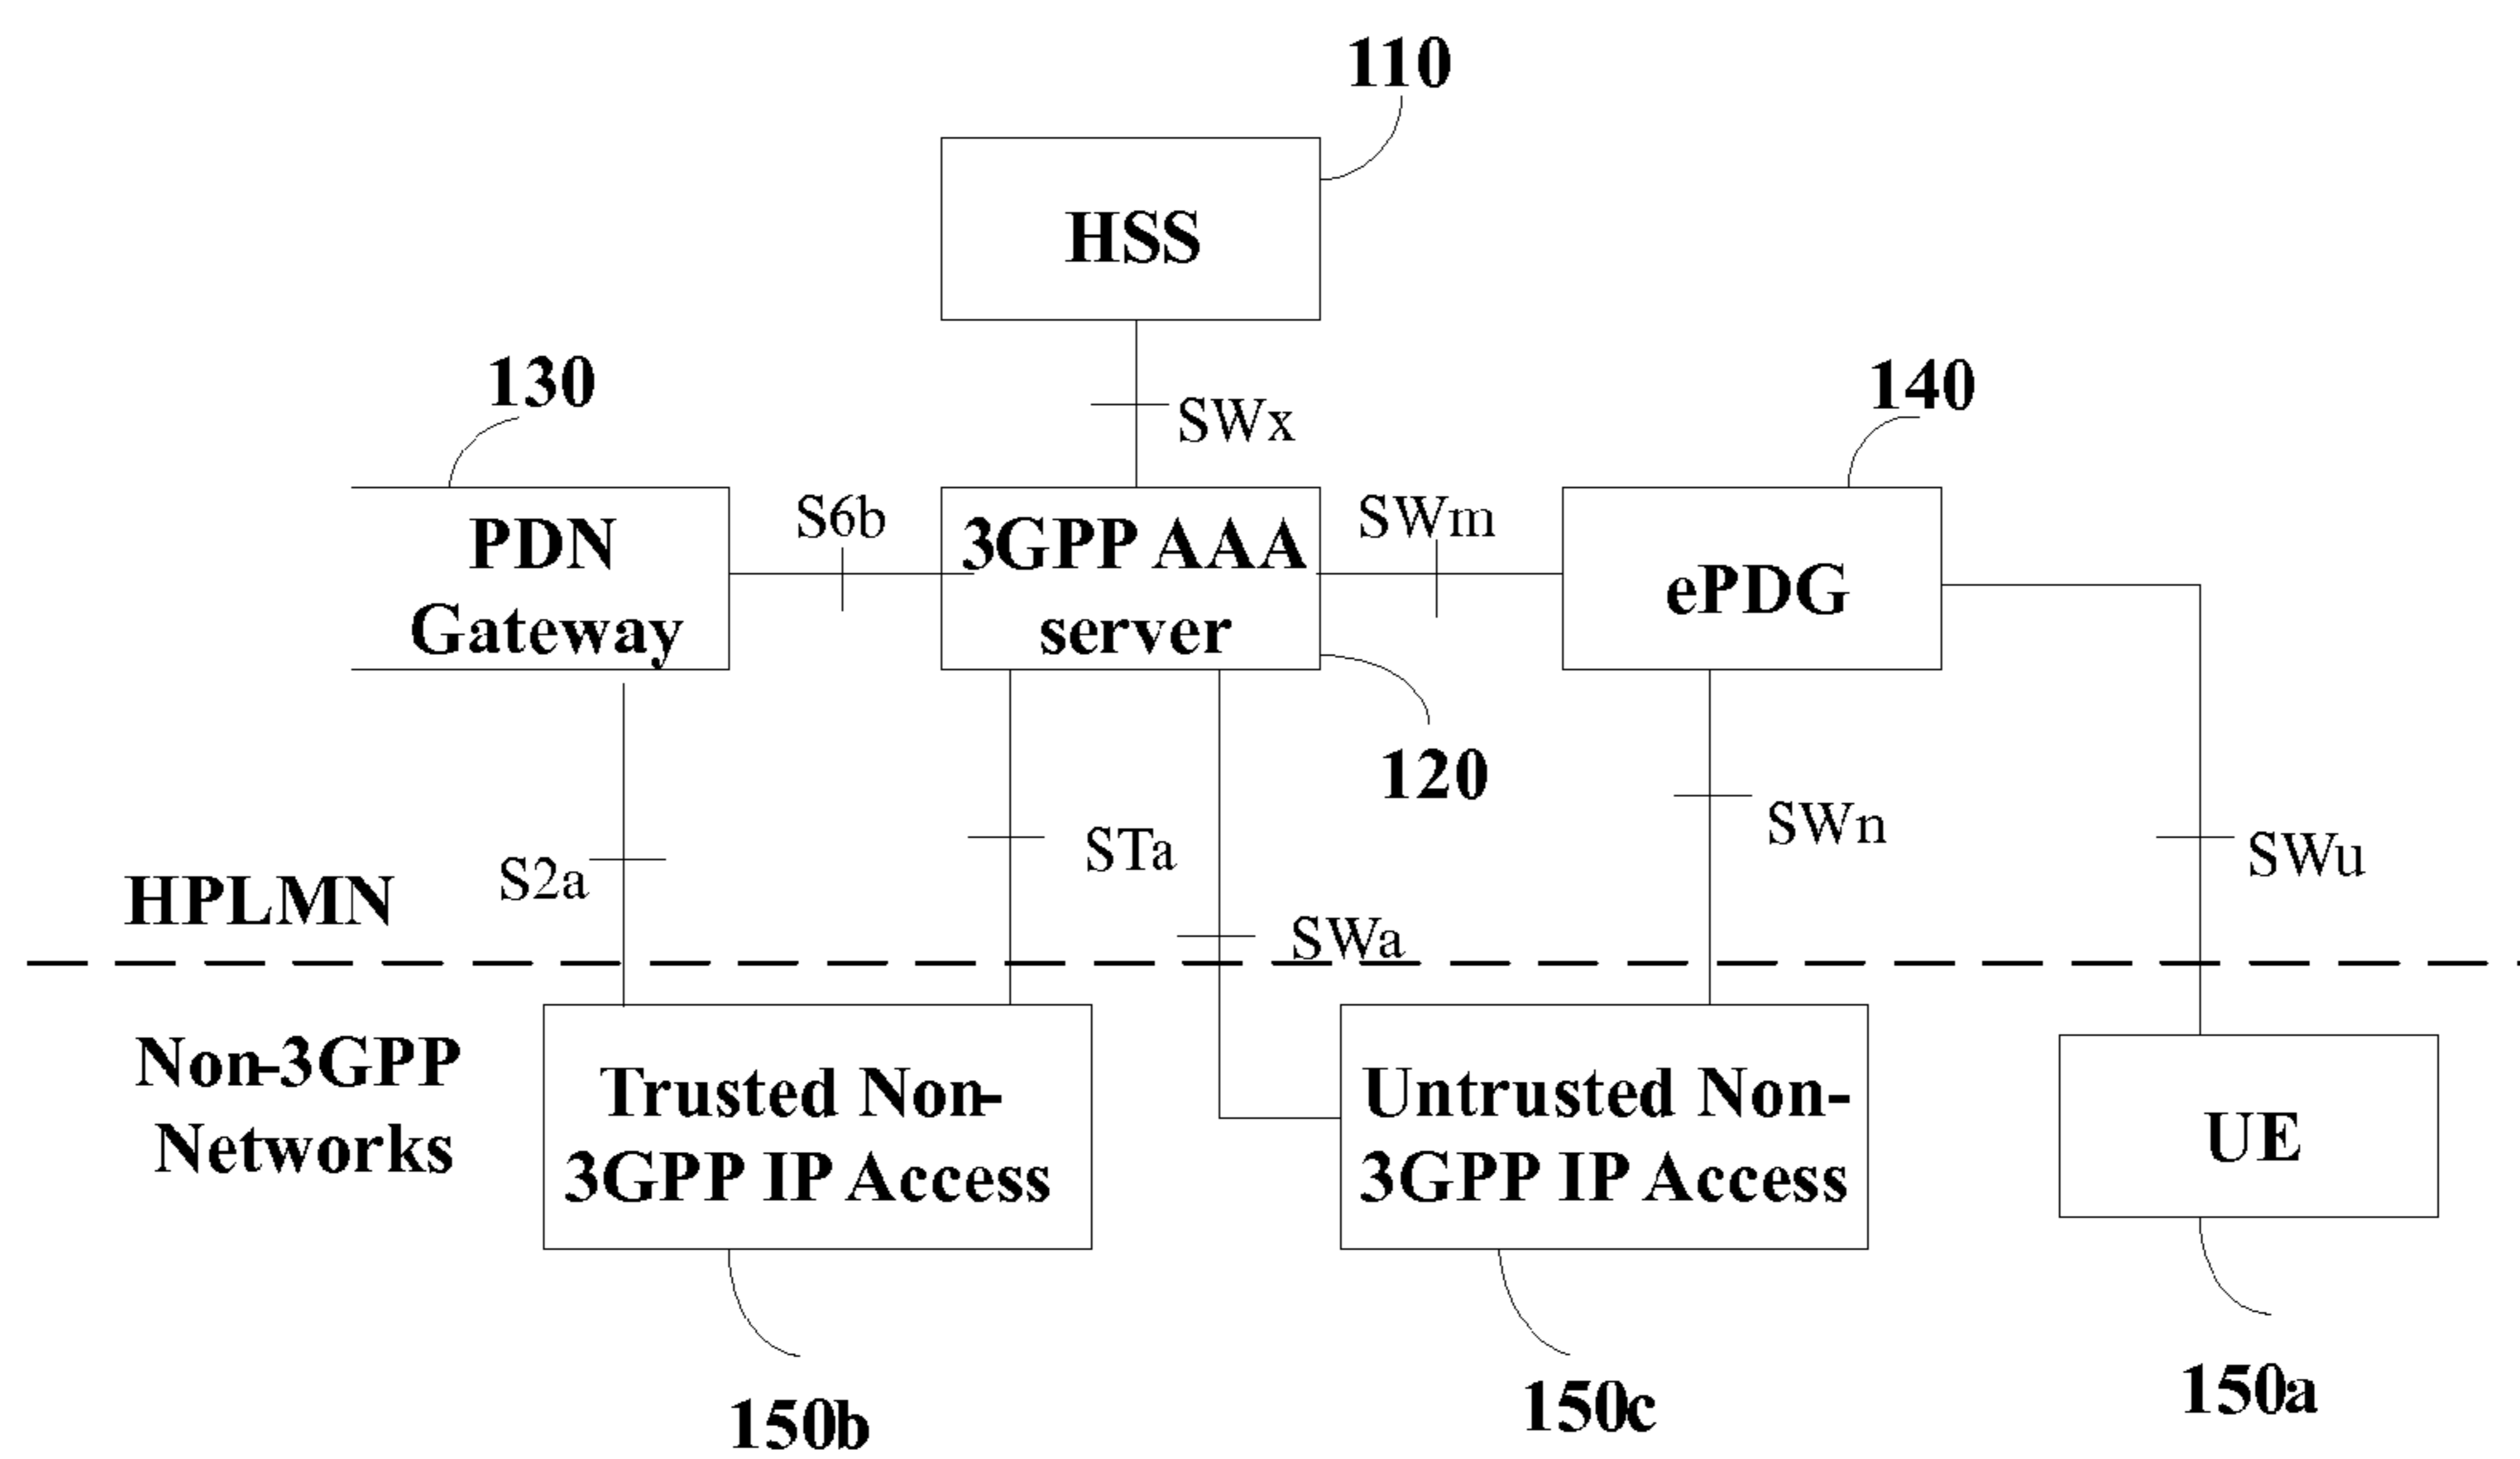 110
HSS
SWx
130
140
PDN
Gateway
S6b
3GPP AAA
server
SWm
ePDG
120
S2a
STa
SWa
SWn
SWu
HPLMN
Non-3GPP
Networks
Trusted Non-
3GPP IP Access
Untrusted Non-
3GPP IP Access
UE
150b
150c
150a